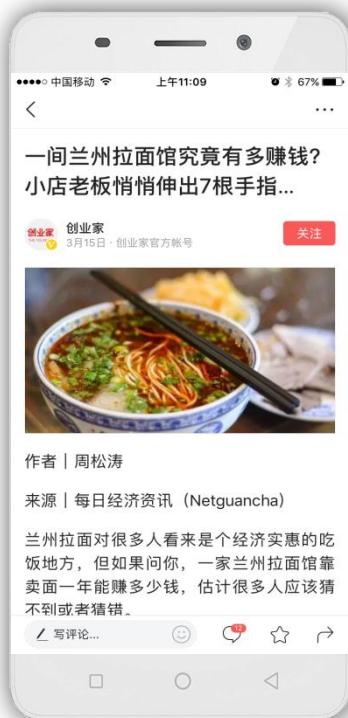 中国移动 上午11:09 67%
一间兰州拉面馆究竟有多赚钱?
小店老板悄悄伸出7根手指...
创业家
创业家
3月15日 · 创业家官方帐号
关注
作者｜周松涛
来源｜每日经济资讯（Netguancha）
兰州拉面对很多人看来是个经济实惠的吃
饭地方，但如果问你，一家兰州拉面馆靠
卖面一年能赚多少钱，估计很多人应该猜
不到或者猜错。
写评论...
12